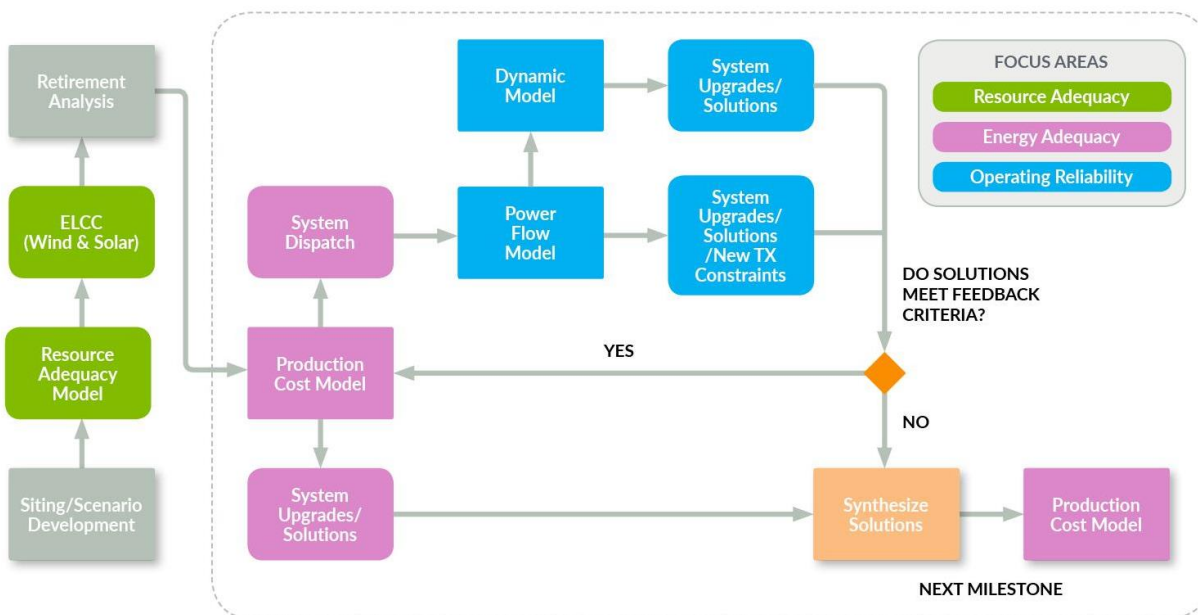 Retirement
Analysis
ELCC
(Wind & Solar)
Resource
Adequacy
Model
Siting/Scenario
Development
Dynamic
Model
System
Upgrades/
Solutions
System
Dispatch
Power
Flow
Model
System
Upgrades/
Solutions
/New TX
Constraints
Production
Cost Model
System
Upgrades/
Solutions
FOCUS AREAS
Resource Adequacy
Energy Adequacy
Operating Reliability
DO SOLUTIONS
MEET FEEDBACK
CRITERIA?
YES
NO
Synthesize
Solutions
Production
Cost Model
NEXT MILESTONE